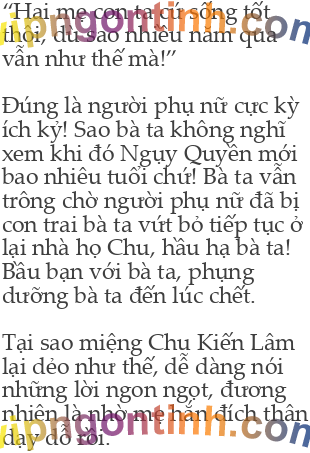 “Hai mẹ con ta cứ sống tốt
thôi, dù sao nhiều năm qua
vẫn như thế mà!”
Đúng là người phụ nữ cực kỳ
ích kỷ! Sao bà ta không nghĩ
xem khi đó Ngụy Quyền mới
bao nhiêu tuổi chứ! Bà ta vẫn
trông chờ người phụ nữ đã bị
con trai bà ta vứt bỏ tiếp tục ở
lại nhà họ Chu, hầu hạ bà ta!
Bầu bạn với bà ta, phụng
dưỡng bà ta đến lúc chết.
Tại sao miệng Chu Kiến Lâm
lại dẻo như thế, dễ dàng nói
những lời ngon ngọt, đương
nhiên là nhờ mẹ hắn đích thân
dạy dỗ rồi.
vipngontinh.com
vipngontinh.com